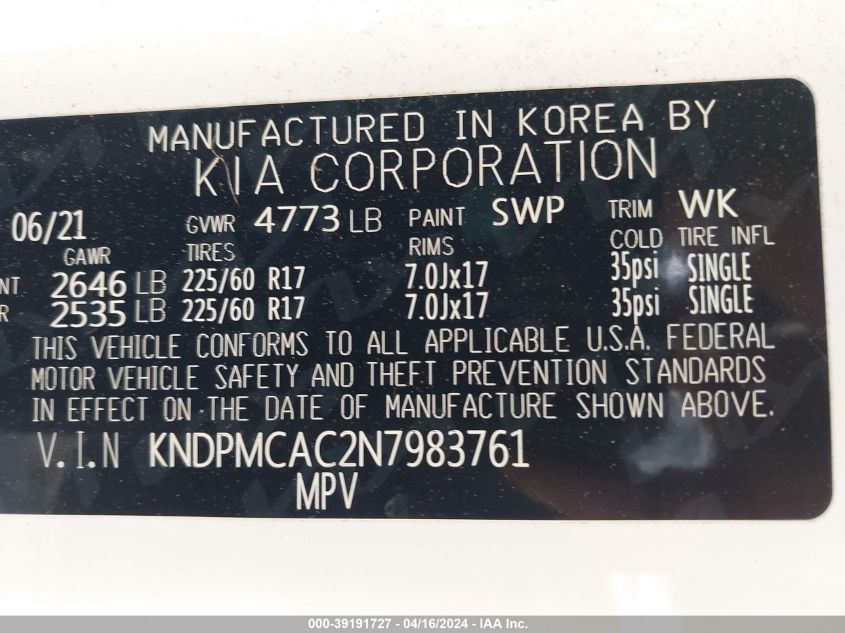 MANUFACTURED IN KOREA BY
KIA CORPORATION
06/21 GVWR 4773 LB PAINT SWP TRIM WK
GAWR TIRES RIMS COLD TIRE INFL
NT 2646 LB 225/60 R17 7.0Jx17 35psi SINGLE
R 2535 LB 225/60 R17 7.0Jx17 35psi SINGLE
THIS VEHICLE CONFORMS TO ALL APPLICABLE U.S.A. FEDERAL
MOTOR VEHICLE SAFETY AND THEFT PREVENTION STANDARDS
IN EFFECT ON THE DATE OF MANUFACTURE SHOWN ABOVE.
V.I.N KNDPMCAC2N7983761
MPV
000-39191727 - 04/16/2024 - IAA Inc.